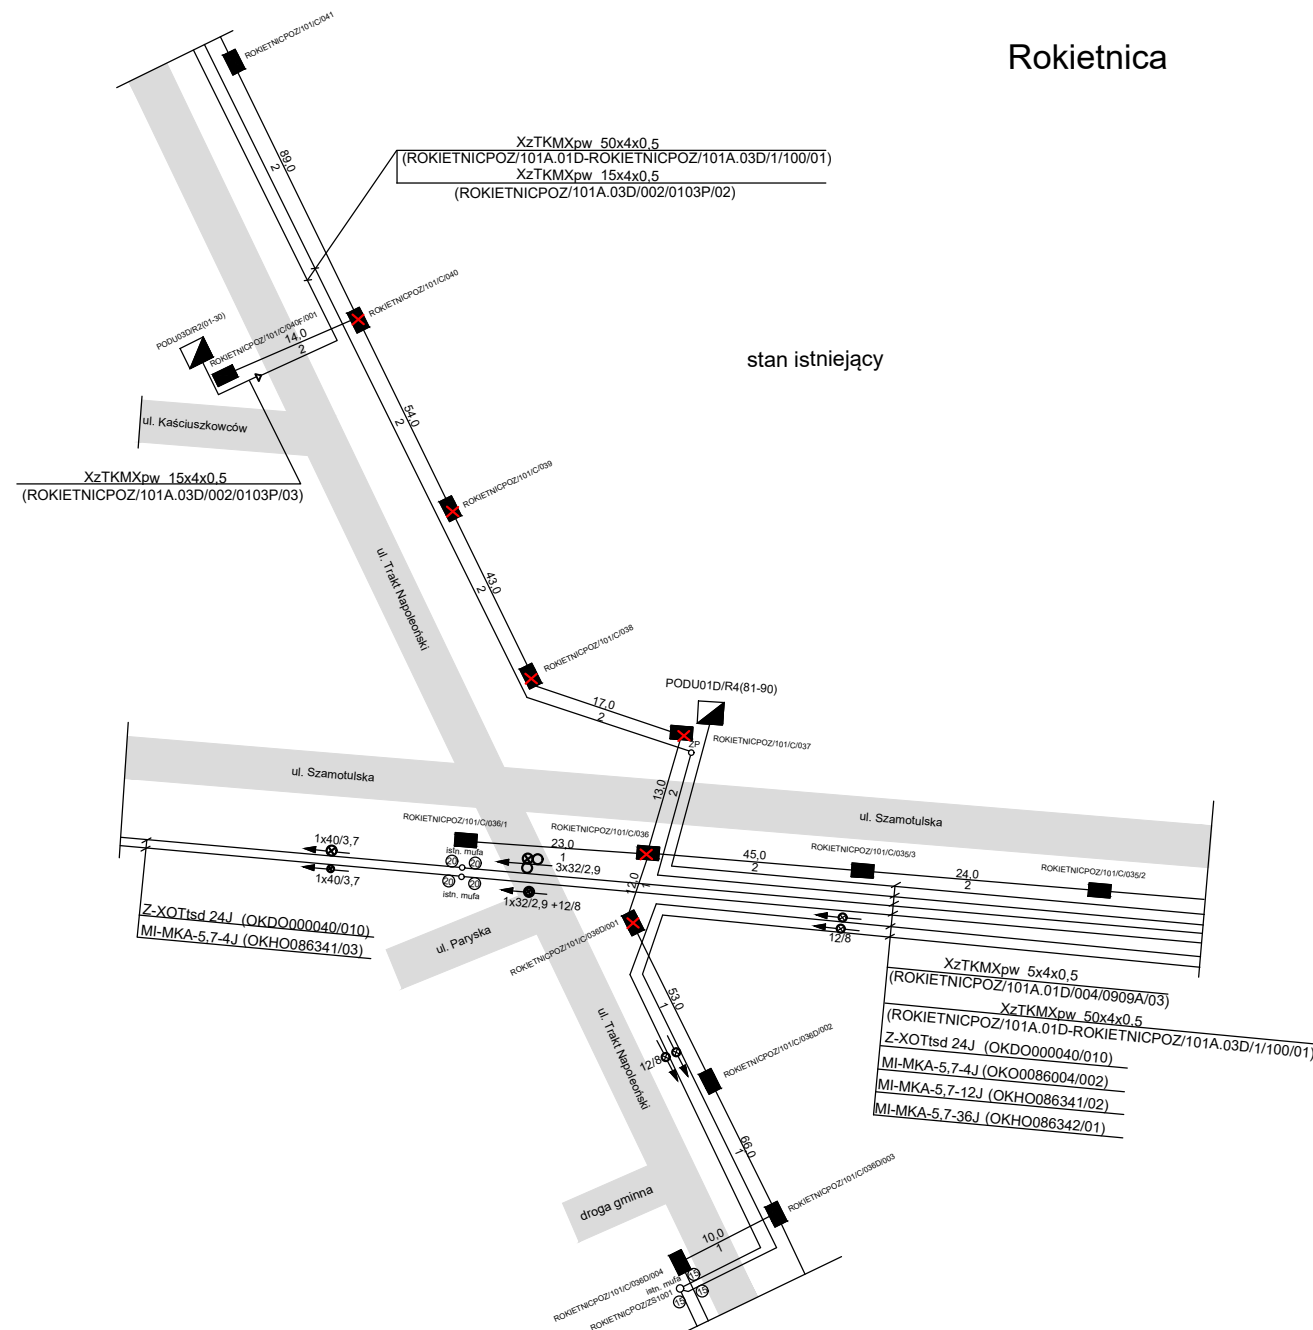 Rokietnica
ROKIETNICPOZ/101/C/041
89,0
2
XzTKMXpw 50x4x0,5
(ROKIETNICPOZ/101A.01D-ROKIETNICPOZ/101A.03D/1/100/01)
XzTKMXpw 15x4x0,5
(ROKIETNICPOZ/101A.03D/002/0103P/02)
ROKIETNICPOZ/101/C/040
PODU03D/R2(01-30)
ROKIETNICPOZ/101/C/040F/001
14,0
2
stan istniejący
54,0
2
ul. Kaściuszkowców
XzTKMXpw 15x4x0,5
(ROKIETNICPOZ/101A.03D/002/0103P/03)
ROKIETNICPOZ/101/C/039
ul. Trakt Napoleoński
43,0
2
ROKIETNICPOZ/101/C/038
17,0
2
PODU01D/R4(81-90)
ROKIETNICPOZ/101/C/037
ZP
13,0
2
ul. Szamotulska
ul. Szamotulska
ROKIETNICPOZ/101/C/036/1
ROKIETNICPOZ/101/C/036
23,0
1
1x40/3,7
1x40/3,7
istn. mufa
20
20
20
20
istn. mufa
3x32/2,9
1x32/2,9 +12/8
12,0
1
45,0
2
ROKIETNICPOZ/101/C/035/3
24,0
2
ROKIETNICPOZ/101/C/035/2
12/8
Z-XOTtsd 24J (OKDO000040/010)
MI-MKA-5,7-4J (OKHO086341/03)
ul. Paryska
ROKIETNICPOZ/101/C/036D/001
XzTKMXpw 5x4x0,5
(ROKIETNICPOZ/101A.01D/004/0909A/03)
XzTKMXpw 50x4x0,5
(ROKIETNICPOZ/101A.01D-ROKIETNICPOZ/101A.03D/1/100/01)
Z-XOTtsd 24J (OKDO000040/010)
MI-MKA-5,7-4J (OKO0086004/002)
MI-MKA-5,7-12J (OKHO086341/02)
MI-MKA-5,7-36J (OKHO086342/01)
53,0
1
ul. Trakt Napoleoński
12/8
ROKIETNICPOZ/101/C/036D/002
66,0
1
ROKIETNICPOZ/101/C/036D/003
droga gminna
10,0
1
ROKIETNICPOZ/101/C/036D/004
istn. mufa
ROKIETNICPOZ/ZS1001
15
15
15